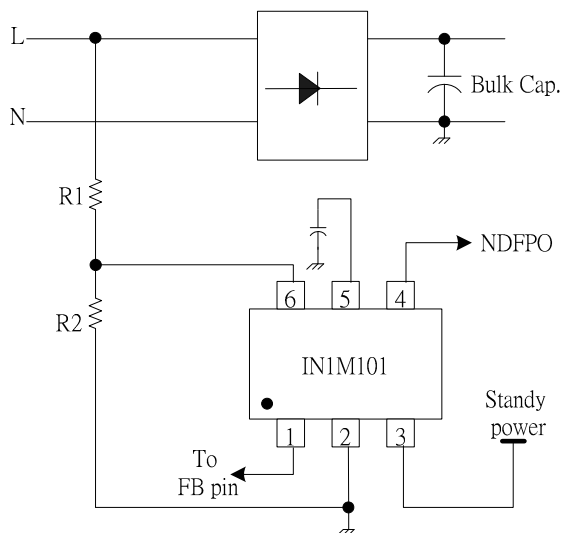 L
N
Bulk Cap.
R1
NDFPO
6
5
4
R2
IN1M101
Standy
power
1
2
3
To
FB pin